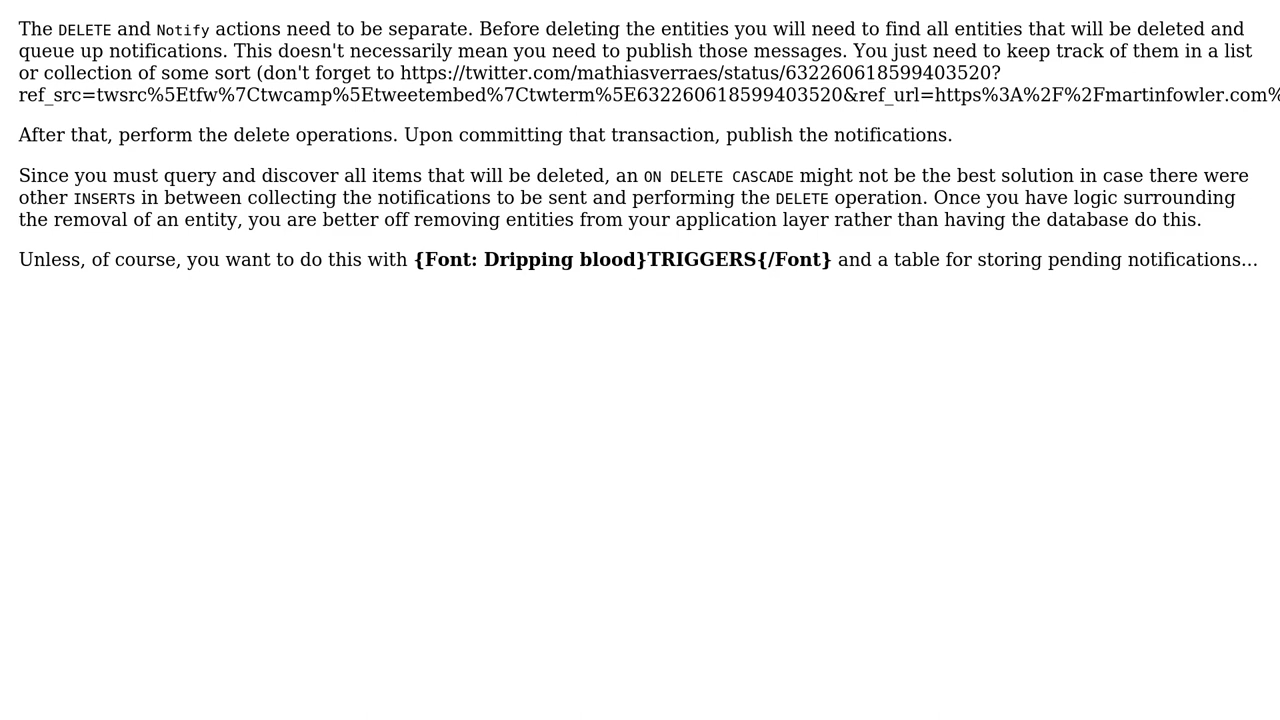 The DELETE and Notify actions need to be separate. Before deleting the entities you will need to find all entities that will be deleted and
queue up notifications. This doesn't necessarily mean you need to publish those messages. You just need to keep track of them in a list
or collection of some sort (don't forget to https://twitter.com/mathiasverraes/status/632260618599403520?
ref_src=twsrc%5Etfw%7Ctwcamp%5Etweetembed%7Ctwterm%5E632260618599403520&ref_url=https%3A%2F%2Fmartinfowler.com%
After that, perform the delete operations. Upon committing that transaction, publish the notifications.
Since you must query and discover all items that will be deleted, an ON DELETE CASCADE might not be the best solution in case there were
other INSERTs in between collecting the notifications to be sent and performing the DELETE operation. Once you have logic surrounding
the removal of an entity, you are better off removing entities from your application layer rather than having the database do this.
Unless, of course, you want to do this with {Font: Dripping blood}TRIGGERS{/Font} and a table for storing pending notifications...